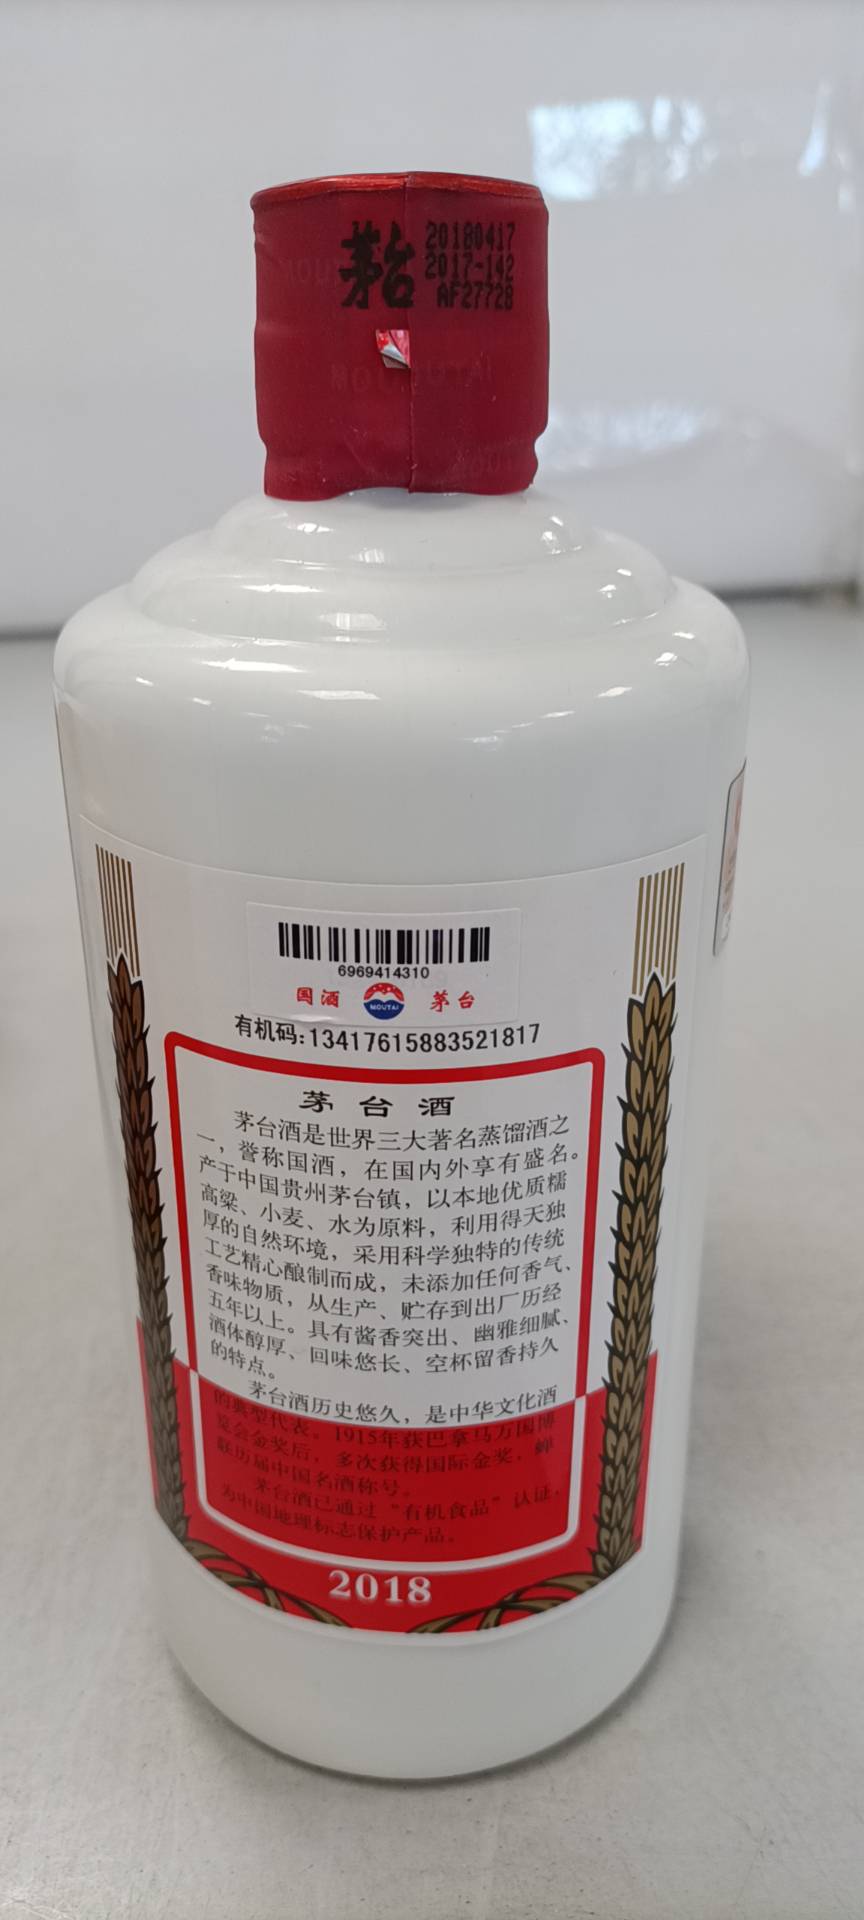 茅台
20180417
2017-142
AF27728
6969414310
国酒 MOUTAI 茅台
有机码:13417615883521817
茅台酒
茅台酒是世界三大著名蒸馏酒之
一，誉称国酒，在国内外享有盛名。
产于中国贵州茅台镇，以本地优质糯
高粱、小麦、水为原料，利用得天独
厚的自然环境，采用科学独特的传统
工艺精心酿制而成，未添加任何香气、
香味物质，从生产、贮存到出厂历经
五年以上。具有酱香突出、幽雅细腻、
酒体醇厚、回味悠长、空杯留香持久
的特点。
茅台酒历史悠久，是中华文化酒
的典型代表。1915年获巴拿马万国博
览会金奖后，多次获得国际金奖，蝉
联历届中国名酒称号。
茅台酒已通过“有机食品”认证，
为中国地理标志保护产品。
2018